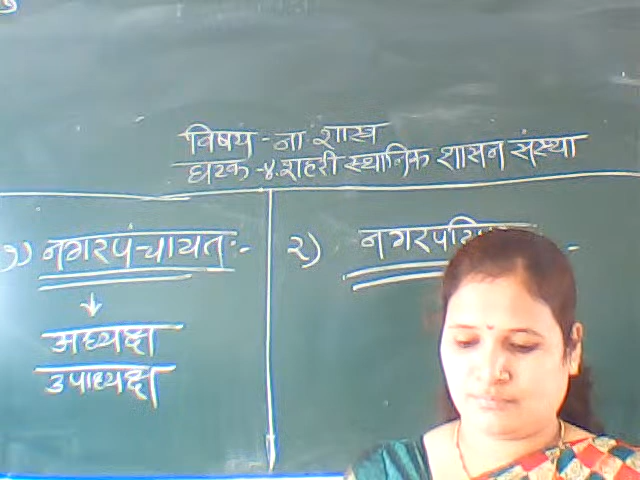 विषय - ना. शास्त्र
घटक - ४. शहरी स्थानिक शासन संस्था
१) नगरपंचायत :-
अध्यक्ष
उपाध्यक्ष
२)